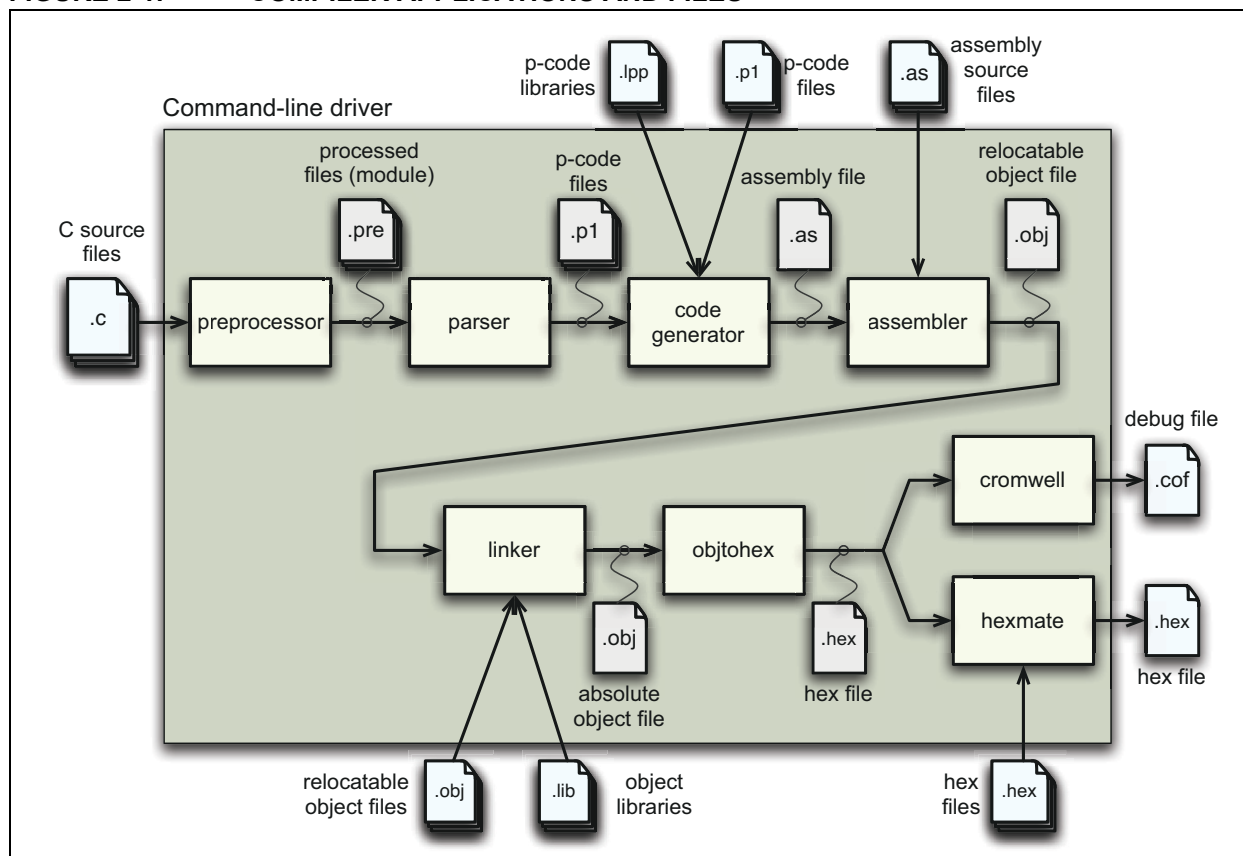 Command-line driver
p-code
libraries
.lpp
.p1
p-code
files
.as
assembly
source
files
processed
files (module)
.pre
p-code
files
.p1
assembly file
.as
relocatable
object file
.obj
C source
files
.c
preprocessor
parser
code
generator
assembler
linker
objtohex
cromwell
debug file
.cof
hexmate
.hex
hex file
.obj
absolute
object file
.hex
hex file
relocatable
object files
.obj
.lib
object
libraries
hex
files
.hex